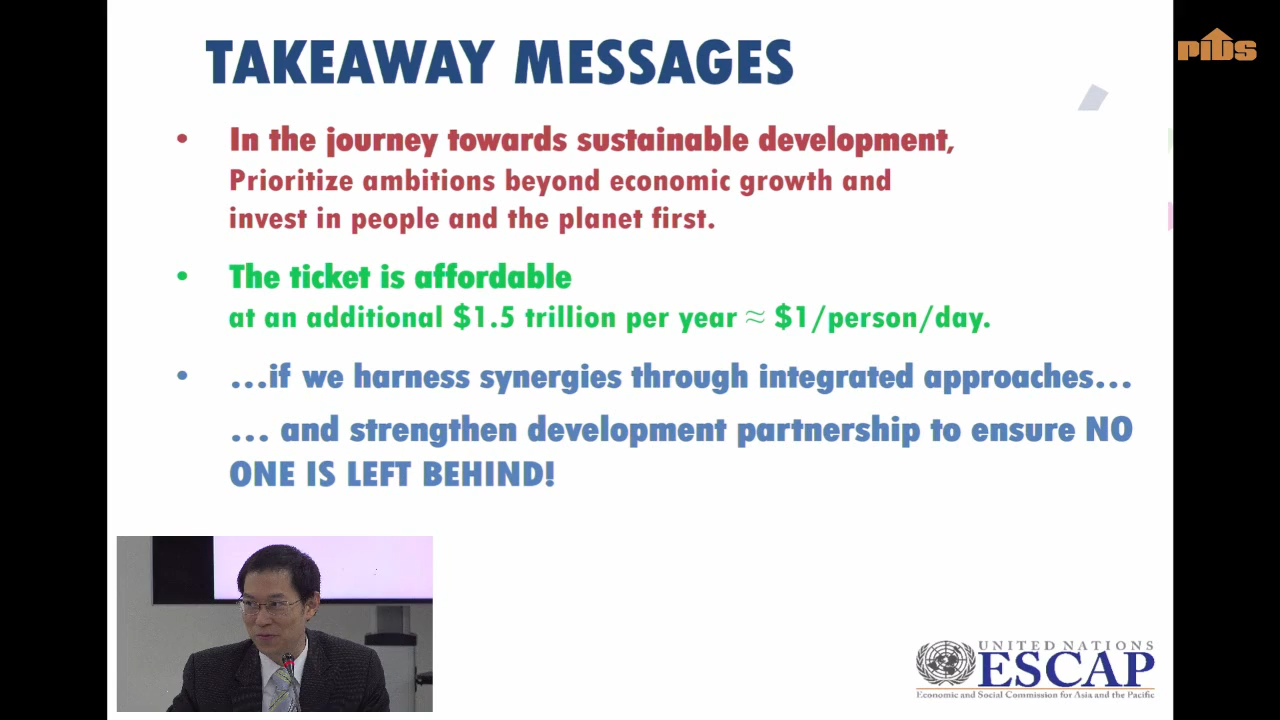 TAKEAWAY MESSAGES
pids
• In the journey towards sustainable development,
Prioritize ambitions beyond economic growth and
invest in people and the planet first.
• The ticket is affordable
at an additional $1.5 trillion per year ≈ $1/person/day.
• ...if we harness synergies through integrated approaches...
... and strengthen development partnership to ensure NO
ONE IS LEFT BEHIND!
UNITED NATIONS
ESCAP
Economic and Social Commission for Asia and the Pacific